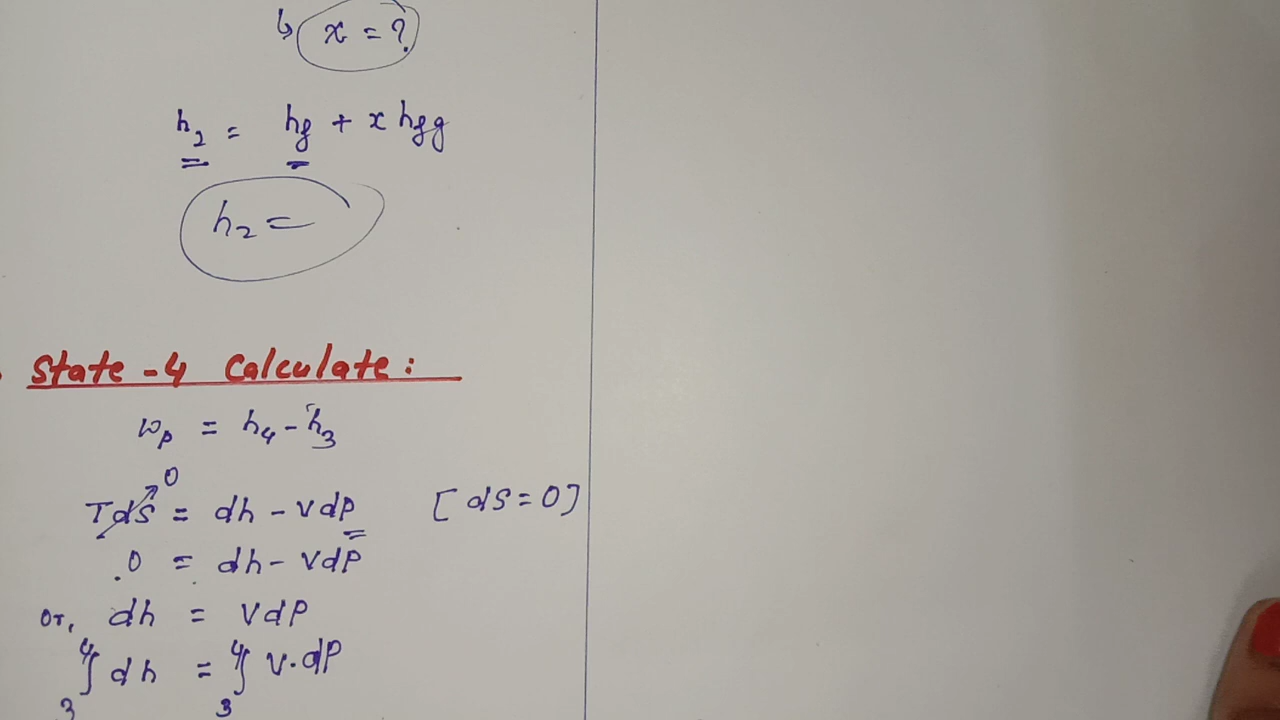 ↳ x = ?
h₂ = hf + x hfg
h₂ =
State-4 Calculate:
wp = h₄ - h₃
Tds = dh - vdp [ds = 0]
0
0 = dh - vdp
or, dh = vdp
₃∫⁴ dh = ₃∫⁴ v.dp